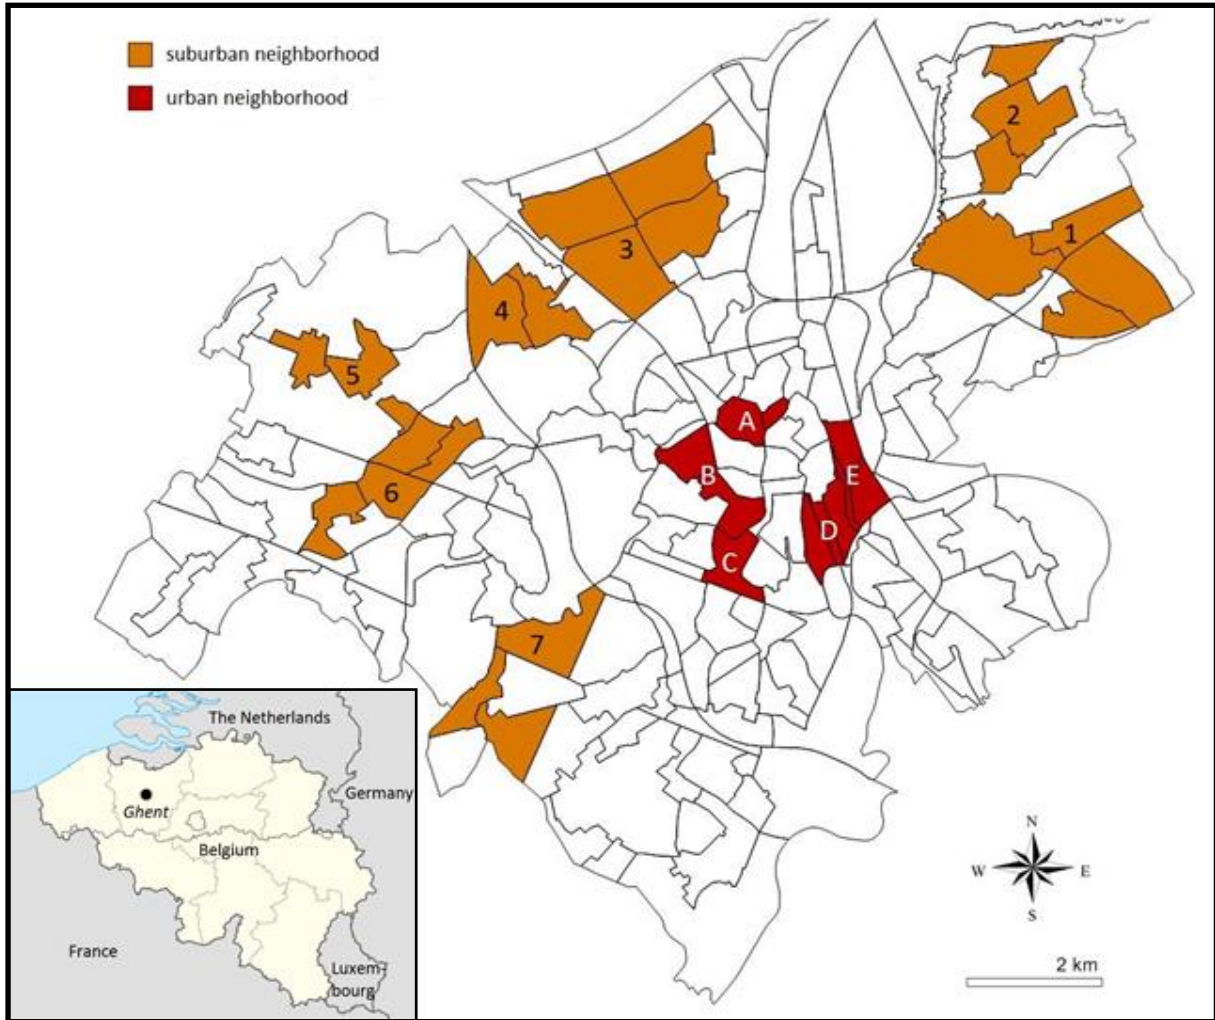 suburban neighborhood
urban neighborhood
2
1
3
4
5
A
B
E
6
D
C
7
The Netherlands
Germany
Ghent
Belgium
France
Luxem-
bourg
N
W E
S
2 km